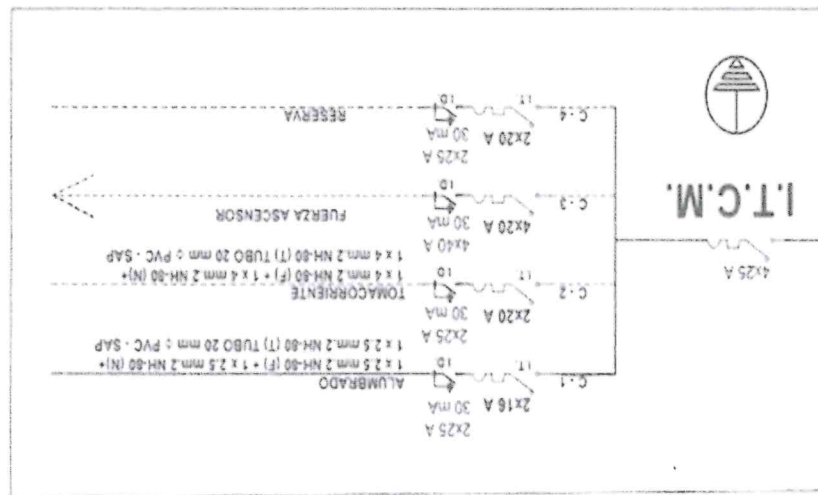 2x25 A
30 mA
2x16 A
C - 1
I.T.
I.D
ALUMBRADO
1 x 2.5 mm.2 NH-80 (F) + 1 x 2.5 mm.2 NH-80 (N)+
1 x 2.5 mm.2 NH-80 (T) TUBO 20 mm ϕ PVC - SAP
2x25 A
30 mA
2x20 A
C - 2
I.T.
I.D
TOMACORRIENTE
1 x 4 mm.2 NH-80 (F) + 1 x 4 mm.2 NH-80 (N)+
1 x 4 mm.2 NH-80 (T) TUBO 20 mm ϕ PVC - SAP
4x25 A
I.T.C.M.
4x40 A
30 mA
4x20 A
C - 3
I.D
FUERZA ASCENSOR
2x25 A
30 mA
2x20 A
C - 4
I.T.
I.D
RESERVA